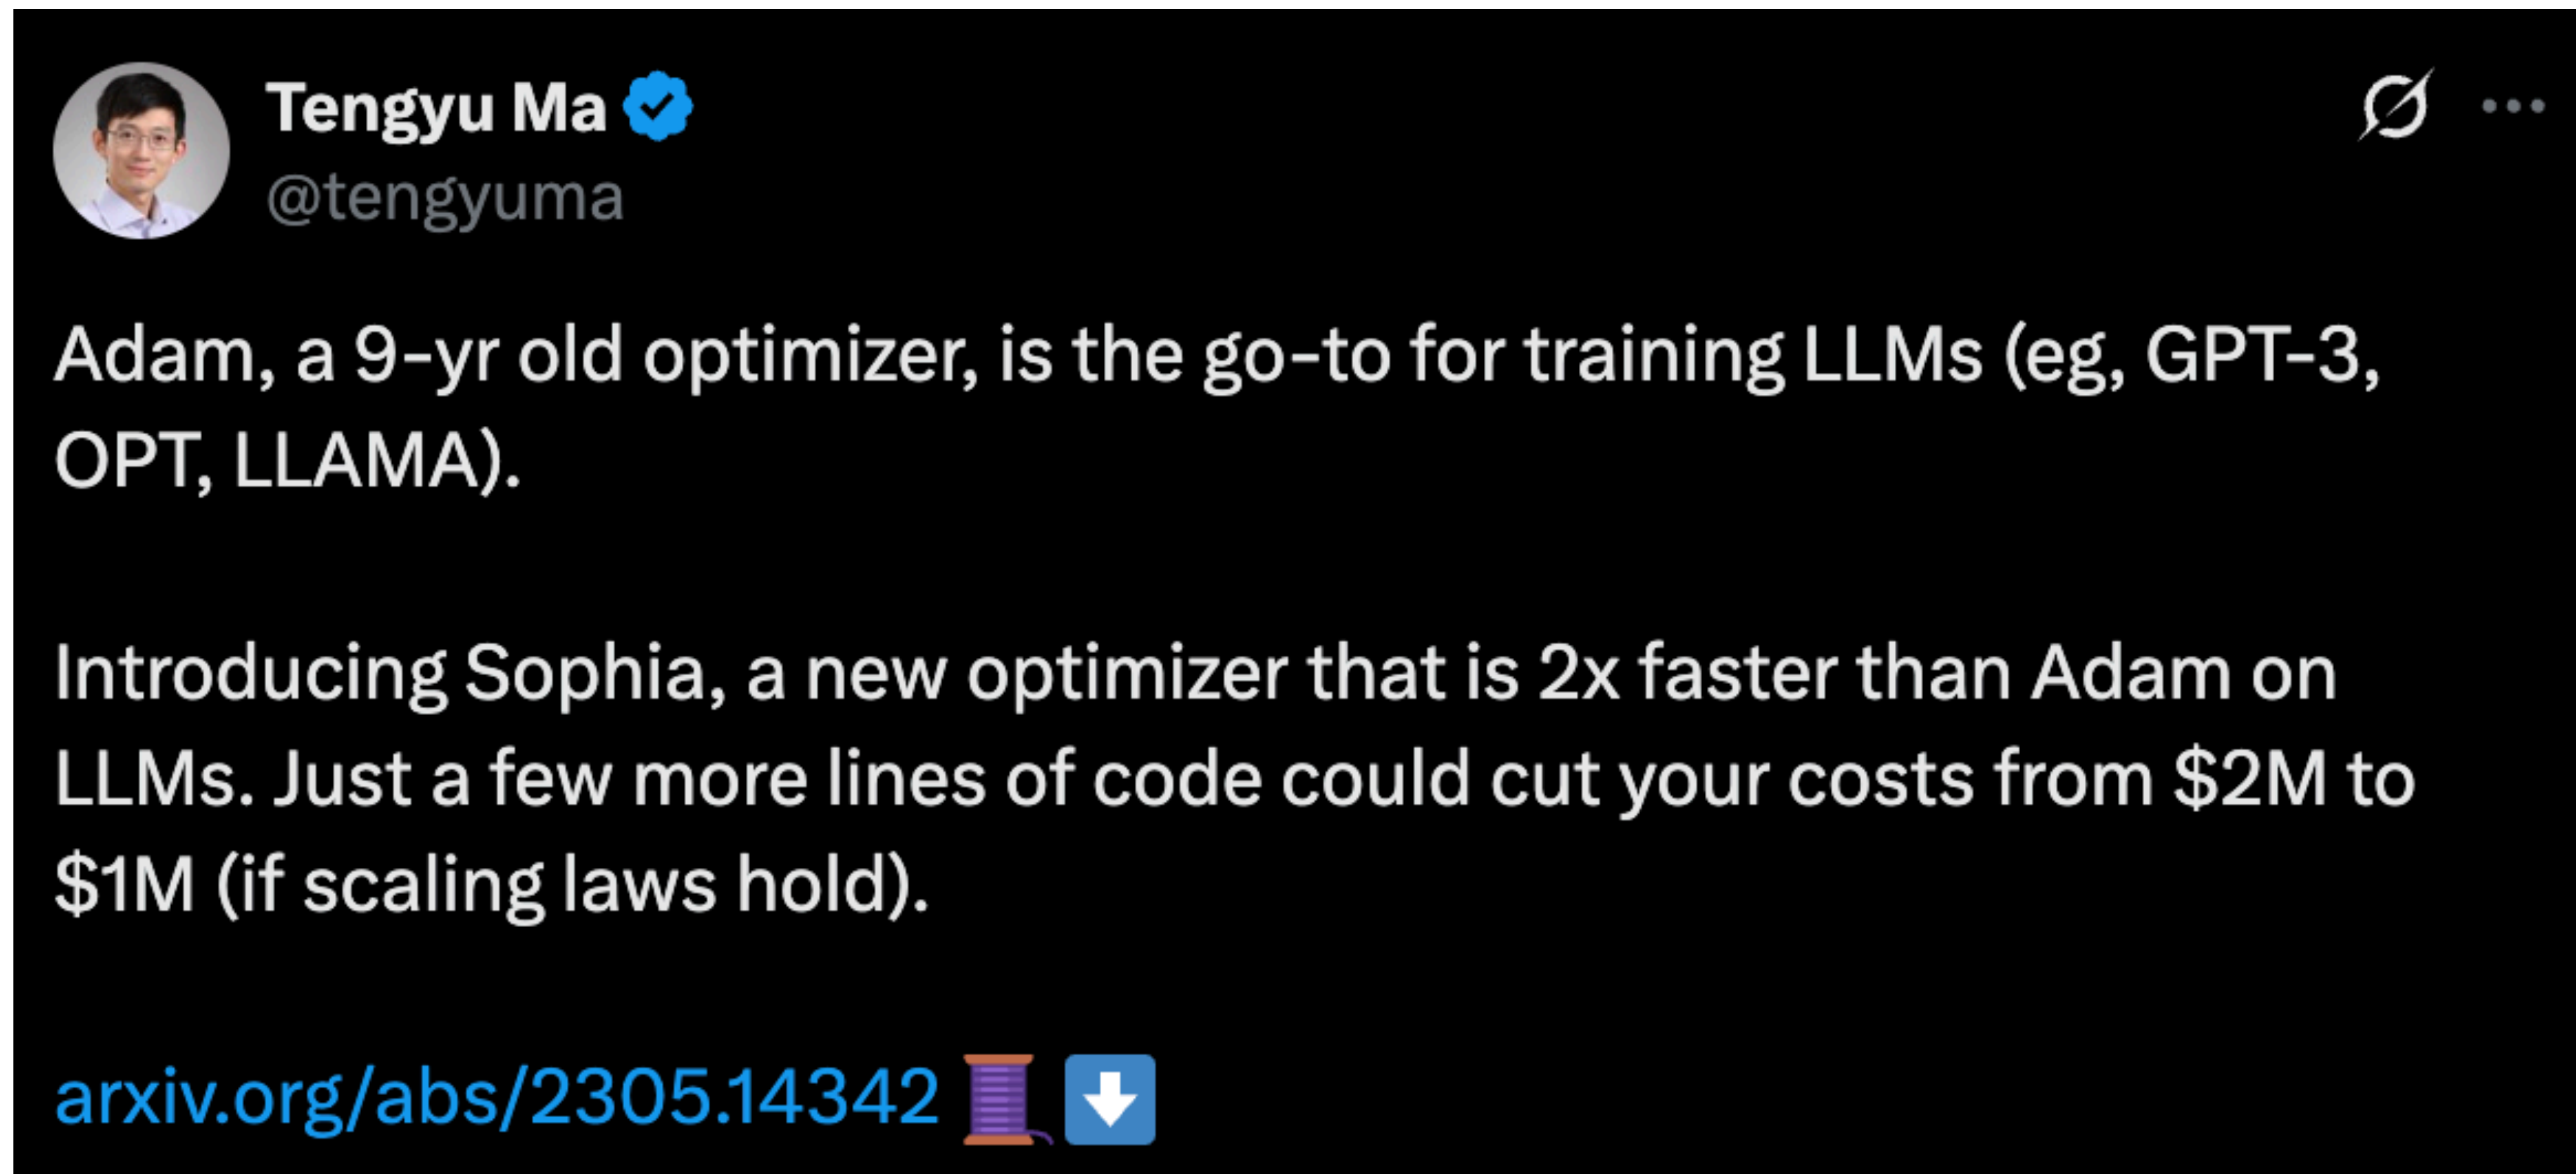 Tengyu Ma
@tengyuma
Adam, a 9-yr old optimizer, is the go-to for training LLMs (eg, GPT-3,
OPT, LLAMA).
Introducing Sophia, a new optimizer that is 2x faster than Adam on
LLMs. Just a few more lines of code could cut your costs from $2M to
$1M (if scaling laws hold).
arxiv.org/abs/2305.14342